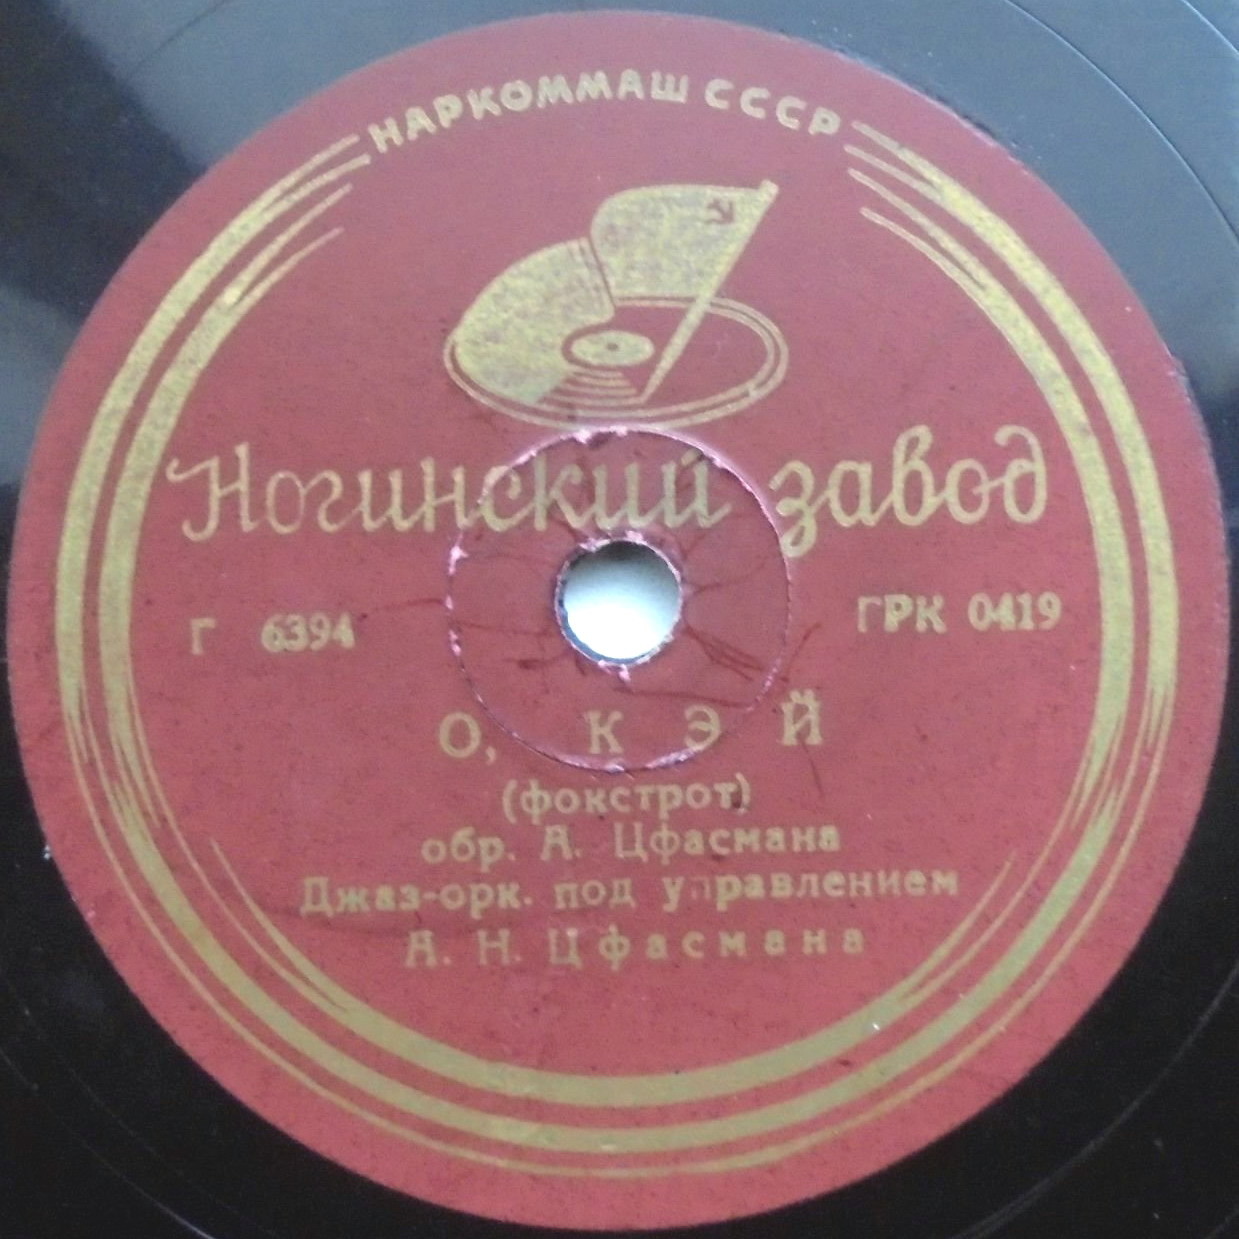 НАРКОММАШ СССР
Ногинский завод
Г 6394 ГРК 0419
О, КЭЙ
(фокстрот)
обр. А. Цфасмана
Джаз-орк. под управлением
А. Н. Цфасмана